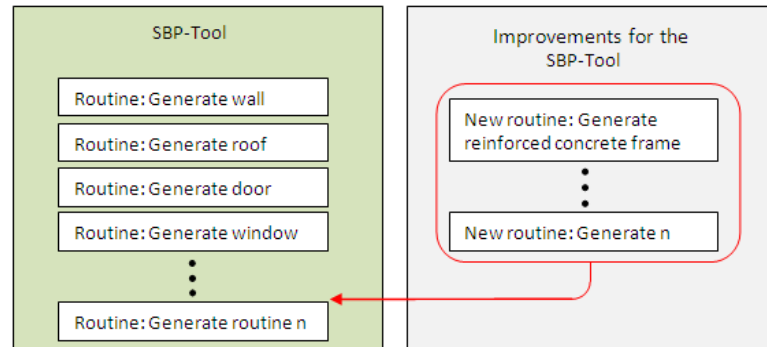 SBP-Tool
Routine: Generate wall
Routine: Generate roof
Routine: Generate door
Routine: Generate window
Routine: Generate routine n
Improvements for the
SBP-Tool
New routine: Generate
reinforced concrete frame
New routine: Generate n